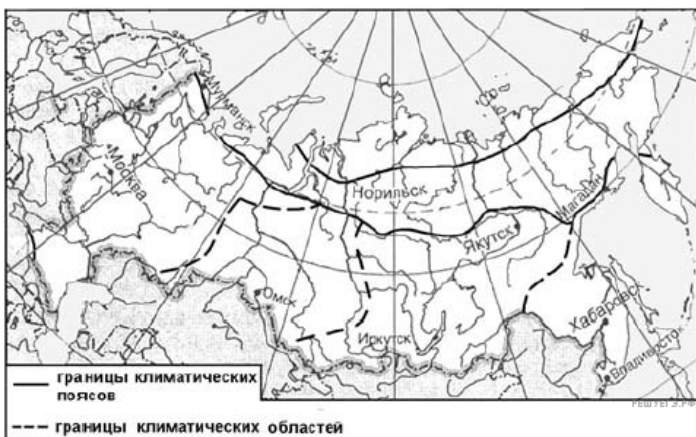 Мурманск
Москва
Норильск
Магадан
Якутск
Омск
Иркутск
Хабаровск
Владивосток
границы климатических
поясов
РЕШУЕГЭ.РФ
границы климатических областей